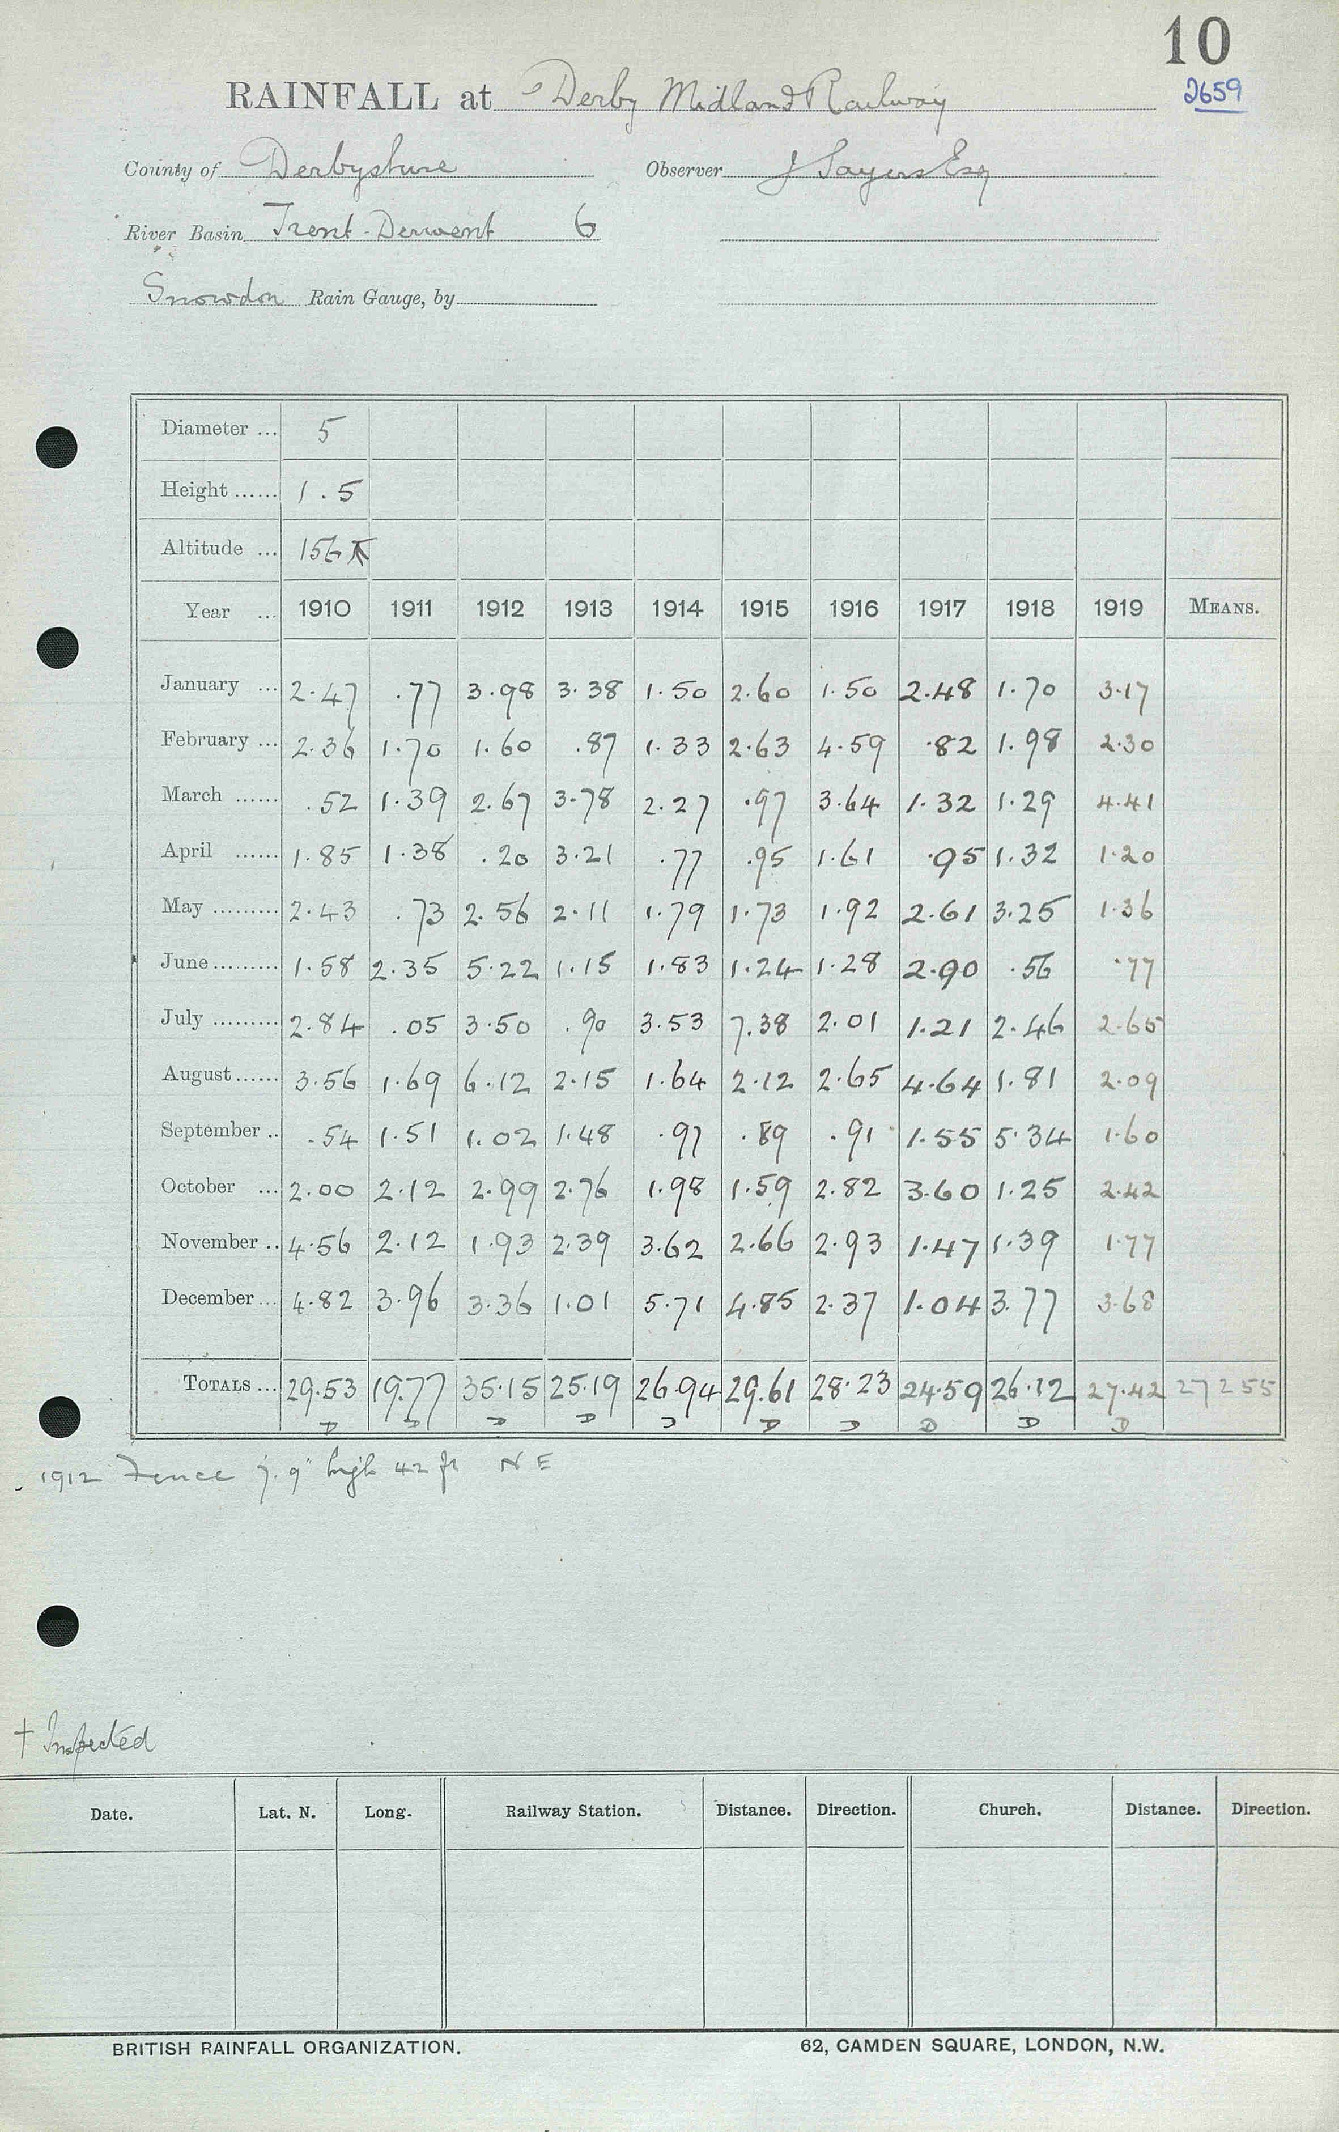 10
RAINFALL at Derby Midland Railway 2659
County of Derbyshire Observer J Sayers Esq
River Basin Trent-Derwent 6
Snowdon Rain Gauge, by
Diameter ... 5
Height ...... 1.5
Altitude ... 156
Year ... 1910 1911 1912 1913 1914 1915 1916 1917 1918 1919 MEANS.
January ... 2.47 .77 3.98 3.38 1.50 2.60 1.50 2.48 1.70 3.17
February ... 2.36 1.70 1.60 .87 1.33 2.63 4.59 .82 1.98 2.30
March ...... .52 1.39 2.67 3.78 2.27 .97 3.64 1.32 1.29 4.41
April ...... 1.85 1.38 .20 3.21 .77 .95 1.61 .95 1.32 1.20
May ......... 2.43 .73 2.56 2.11 1.79 1.73 1.92 2.61 3.25 1.36
June ......... 1.58 2.35 5.22 1.15 1.83 1.24 1.28 2.90 .56 .77
July ......... 2.84 .05 3.50 .90 3.53 7.38 2.01 1.21 2.46 2.65
August...... 3.56 1.69 6.12 2.15 1.64 2.12 2.65 4.64 1.81 2.09
September .. .54 1.51 1.02 1.48 .97 .89 .91 1.55 5.34 1.60
October ... 2.00 2.12 2.99 2.76 1.98 1.59 2.82 3.60 1.25 2.42
November .. 4.56 2.12 1.93 2.39 3.62 2.66 2.93 1.47 1.39 1.77
December ... 4.82 3.96 3.36 1.01 5.71 4.85 2.37 1.04 3.77 3.68
TOTALS ... 29.53 19.77 35.15 25.19 26.94 29.61 28.23 24.59 26.12 27.42 27255
D D D D D D D D D D
1912 Fence 7.9" high 42 ft NE
† Inspected
Date. Lat. N. Long. Railway Station. Distance. Direction. Church. Distance. Direction.
BRITISH RAINFALL ORGANIZATION. 62, CAMDEN SQUARE, LONDON, N.W.